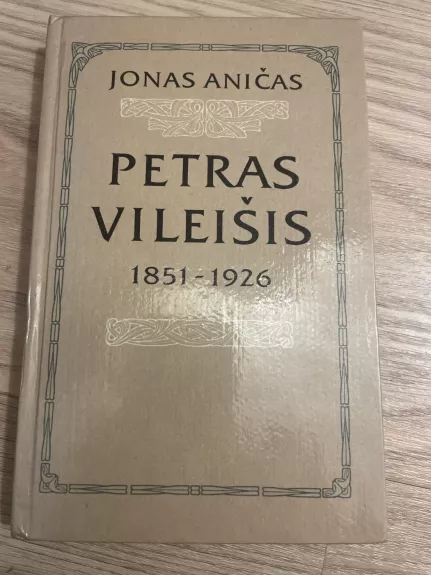 JONAS ANIČAS
PETRAS
VILEIŠIS
1851-1926